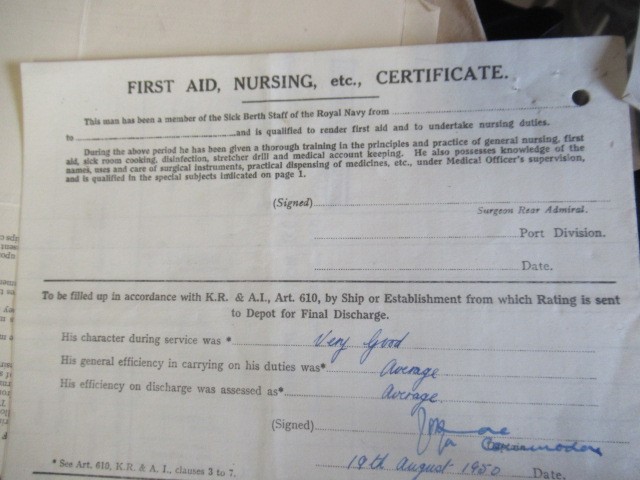 FIRST AID, NURSING, etc., CERTIFICATE.
This man has been a member of the Sick Berth Staff of the Royal Navy from
to and is qualified to render first aid and to undertake nursing duties.
During the above period he has been given a thorough training in the principles and practice of general nursing, first
aid, sick room cooking, disinfection, stretcher drill and medical account keeping. He also possesses knowledge of the
names, uses and care of surgical instruments, practical dispensing of medicines, etc., under Medical Officer's supervision,
and is qualified in the special subjects indicated on page 1.
(Signed)
Surgeon Rear Admiral.
Port Division.
Date.
To be filled up in accordance with K.R. & A.I., Art. 610, by Ship or Establishment from which Rating is sent
to Depot for Final Discharge.
His character during service was * Very Good
His general efficiency in carrying on his duties was* Average
His efficiency on discharge was assessed as* Average
(Signed)
for Commodore
* See Art. 610, K.R. & A.I., clauses 3 to 7.
19th August 1950 Date.